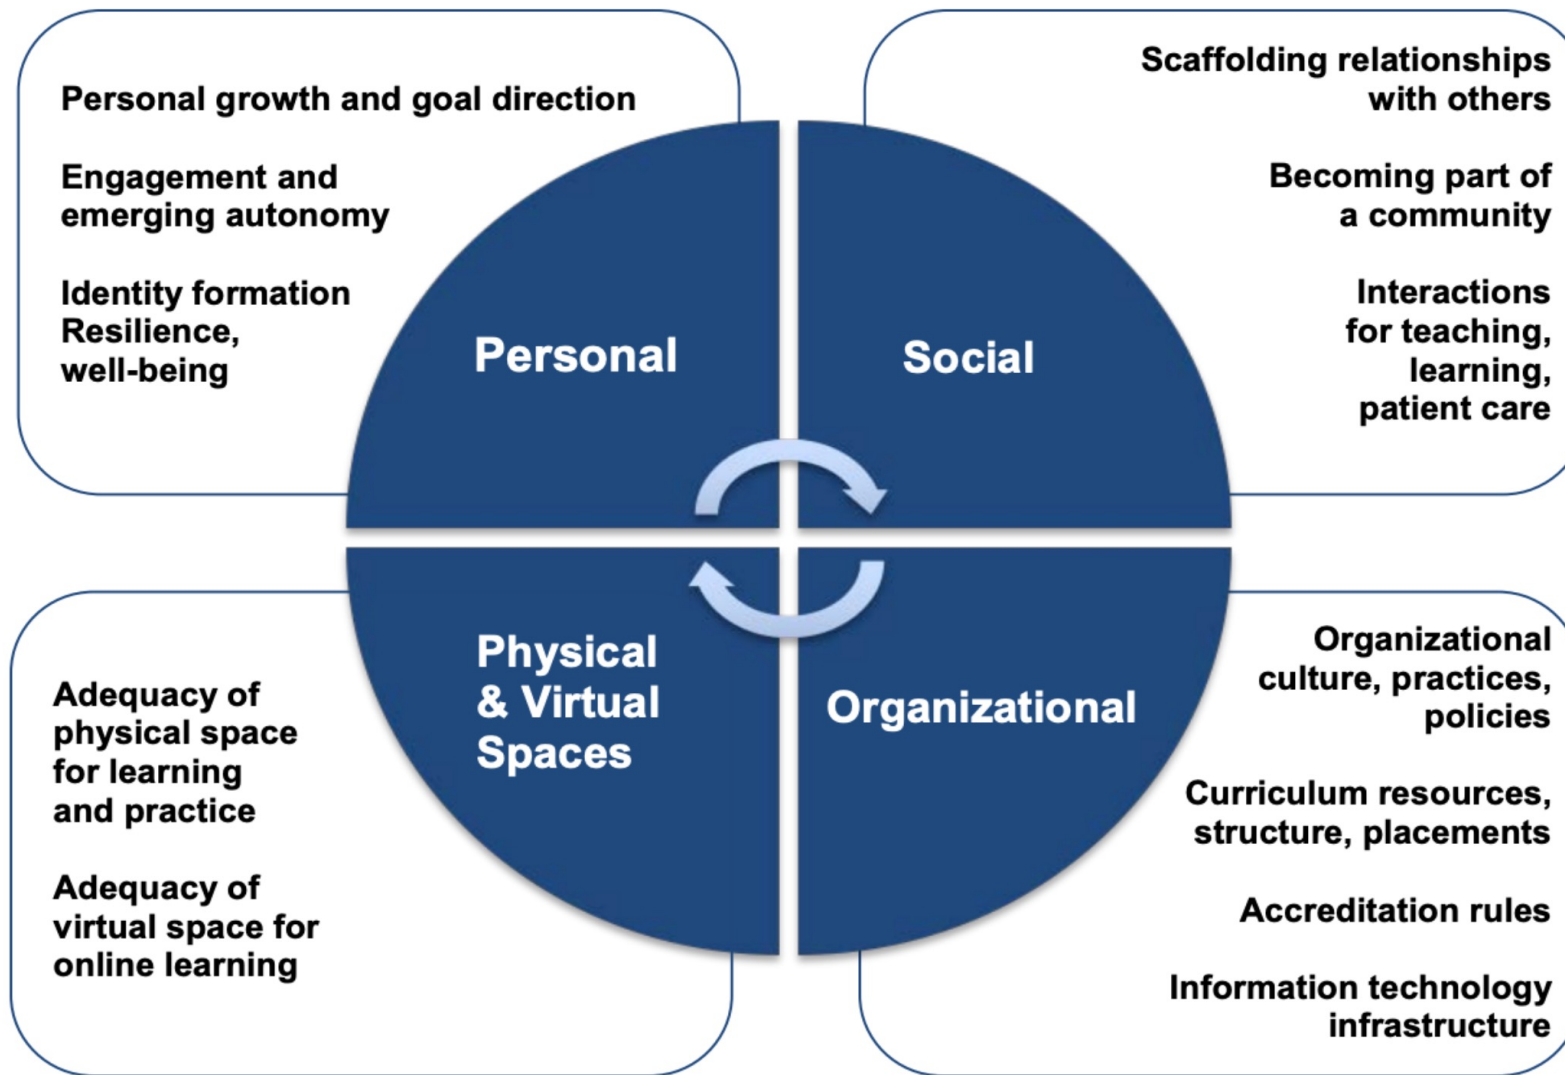 Personal growth and goal direction
Engagement and
emerging autonomy
Identity formation
Resilience,
well-being
Personal
Scaffolding relationships
with others
Becoming part of
a community
Interactions
for teaching,
learning,
patient care
Social
Physical
& Virtual
Spaces
Adequacy of
physical space
for learning
and practice
Adequacy of
virtual space for
online learning
Organizational
Organizational
culture, practices,
policies
Curriculum resources,
structure, placements
Accreditation rules
Information technology
infrastructure